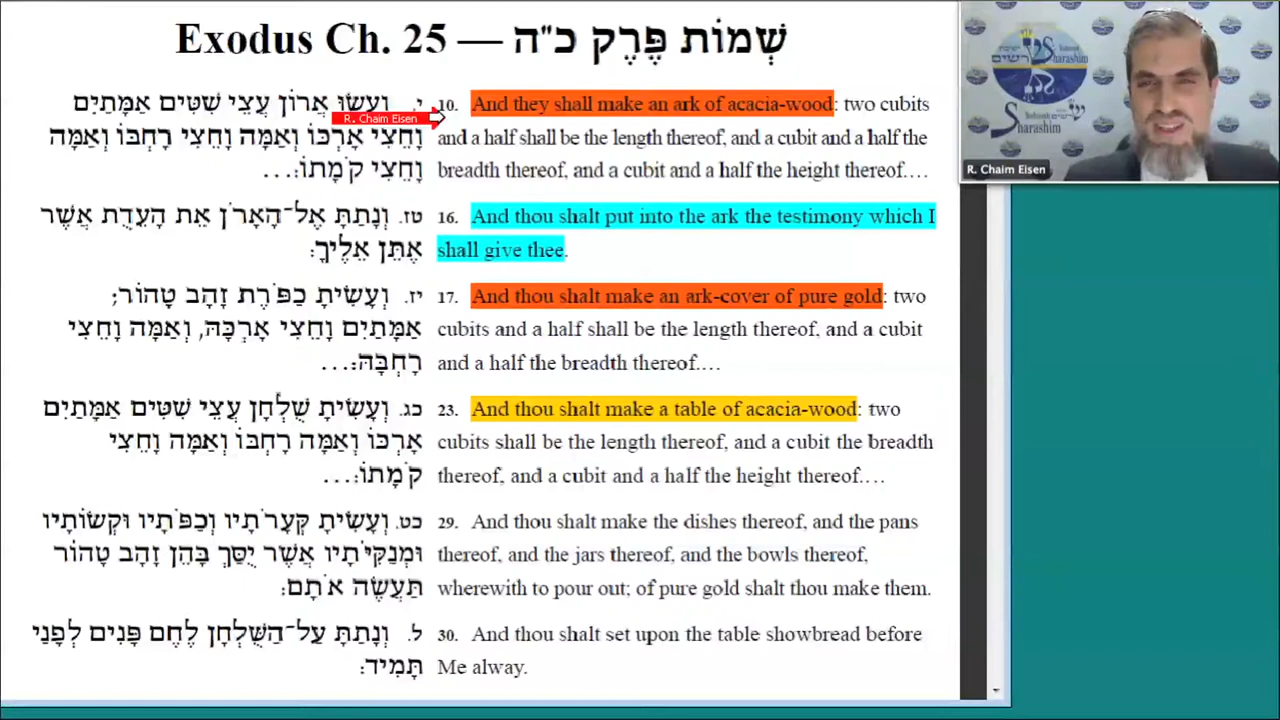 Exodus Ch. 25 — שְׁמוֹת פֶּרֶק כ"ה
י. וְעָשׂוּ אֲרוֹן עֲצֵי שִׁטִּים אַמָּתַיִם
וָחֵצִי אָרְכּוֹ וְאַמָּה וָחֵצִי רָחְבּוֹ וְאַמָּה
וָחֵצִי קֹמָתוֹ:…
טז. וְנָתַתָּ אֶל־הָאָרֹן אֵת הָעֵדֻת אֲשֶׁר
אֶתֵּן אֵלֶיךָ:
יז. וְעָשִׂיתָ כַפֹּרֶת זָהָב טָהוֹר;
אַמָּתַיִם וָחֵצִי אָרְכָּהּ, וְאַמָּה וָחֵצִי
רָחְבָּהּ:…
כג. וְעָשִׂיתָ שֻׁלְחָן עֲצֵי שִׁטִּים אַמָּתַיִם
אָרְכּוֹ וְאַמָּה רָחְבּוֹ וְאַמָּה וָחֵצִי
קֹמָתוֹ:…
כט. וְעָשִׂיתָ קְּעָרֹתָיו וְכַפֹּתָיו וּקְשׂוֹתָיו
וּמְנַקִּיֹּתָיו אֲשֶׁר יֻסַּךְ בָּהֵן זָהָב טָהוֹר
תַּעֲשֶׂה אֹתָם:
ל. וְנָתַתָּ עַל־הַשֻּׁלְחָן לֶחֶם פָּנִים לְפָנַי
תָּמִיד:
10. And they shall make an ark of acacia-wood: two cubits
and a half shall be the length thereof, and a cubit and a half the
breadth thereof, and a cubit and a half the height thereof.…
16. And thou shalt put into the ark the testimony which I
shall give thee.
17. And thou shalt make an ark-cover of pure gold: two
cubits and a half shall be the length thereof, and a cubit
and a half the breadth thereof.…
23. And thou shalt make a table of acacia-wood: two
cubits shall be the length thereof, and a cubit the breadth
thereof, and a cubit and a half the height thereof.…
29. And thou shalt make the dishes thereof, and the pans
thereof, and the jars thereof, and the bowls thereof,
wherewith to pour out; of pure gold shalt thou make them.
30. And thou shalt set upon the table showbread before
Me alway.
R. Chaim Eisen
Sharashim
R. Chaim Eisen